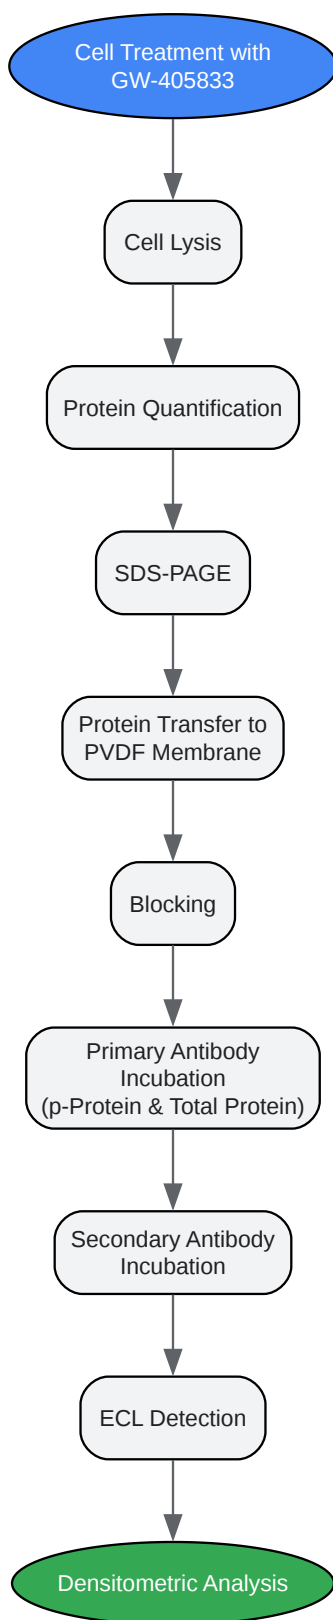 Cell Treatment with
GW-405833
Cell Lysis
Protein Quantification
SDS-PAGE
Protein Transfer to
PVDF Membrane
Blocking
Primary Antibody
Incubation
(p-Protein & Total Protein)
Secondary Antibody
Incubation
ECL Detection
Densitometric Analysis